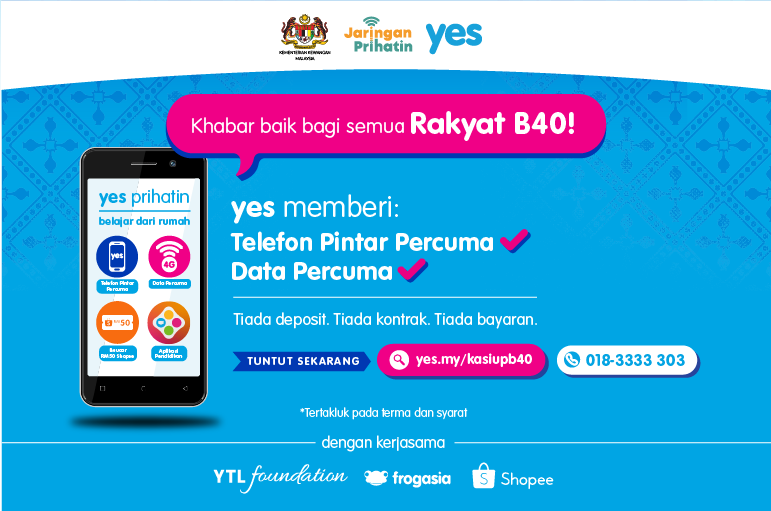 KEMENTERIAN KEWANGAN
MALAYSIA
Jaringan
Prihatin
yes
Khabar baik bagi semua Rakyat B40!
yes prihatin
belajar dari rumah
yes
4G
Telefon Pintar
Percuma
Data Percuma
RM50
Baucar
RM50 Shopee
Aplikasi
Pendidikan
yes memberi:
Telefon Pintar Percuma
Data Percuma
Tiada deposit. Tiada kontrak. Tiada bayaran.
TUNTUT SEKARANG
yes.my/kasiupb40
018-3333 303
*Tertakluk pada terma dan syarat
dengan kerjasama
YTL foundation
frogasia
Shopee